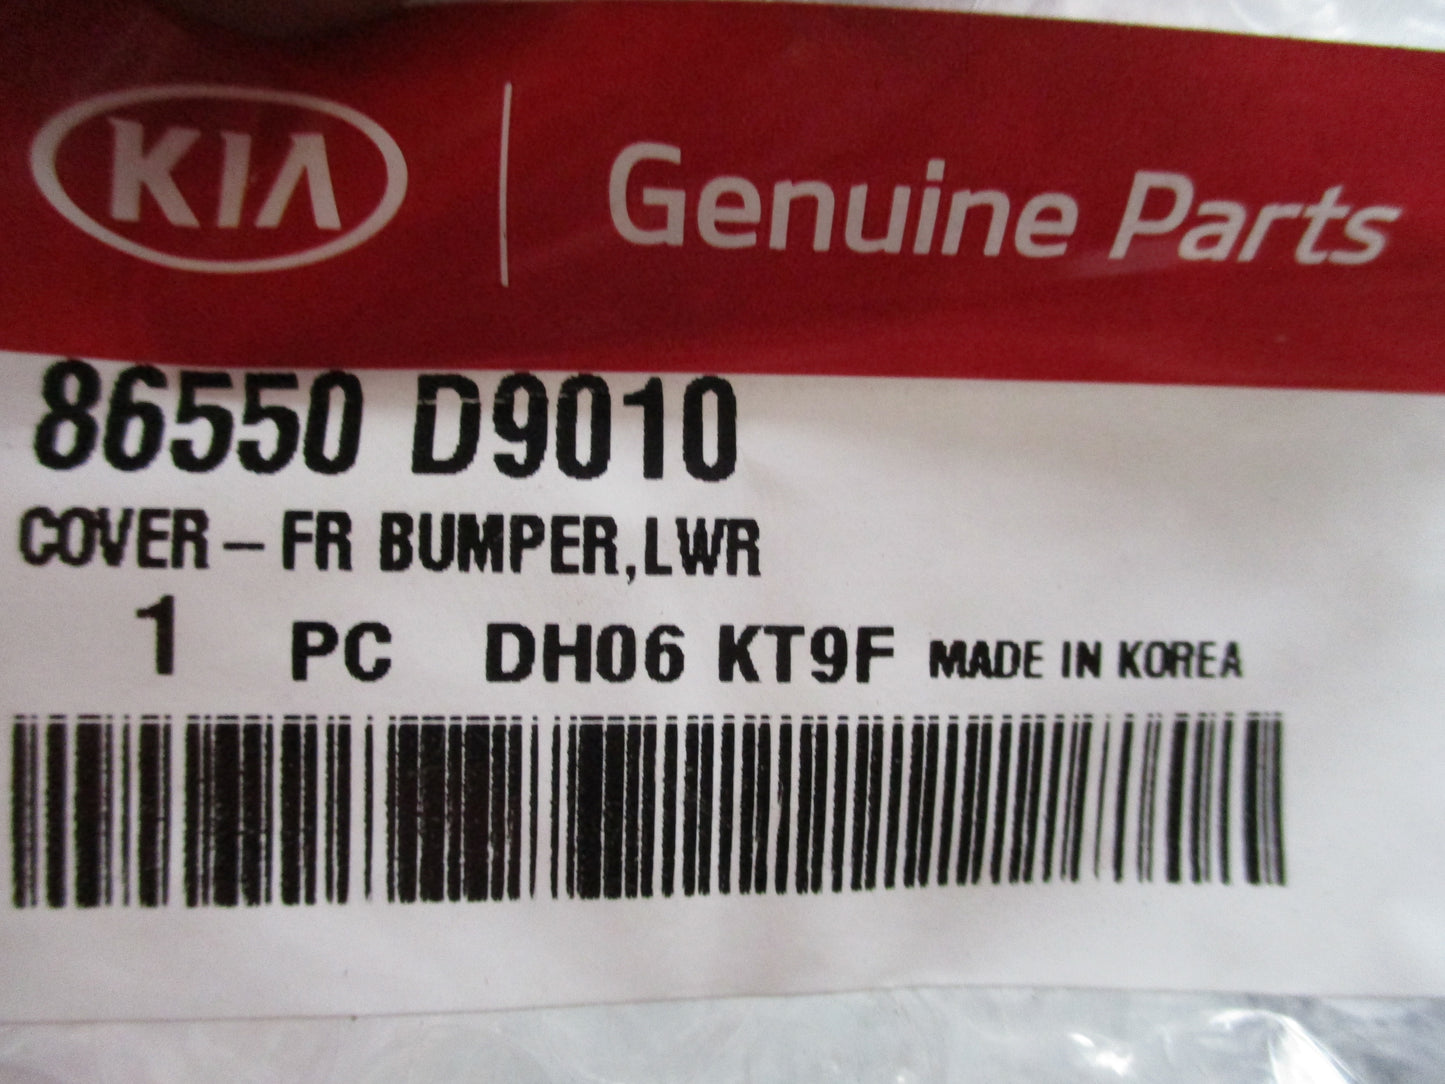 KIA Genuine Parts
86550 D9010
COVER-FR BUMPER,LWR
1 PC DH06 KT9F MADE IN KOREA